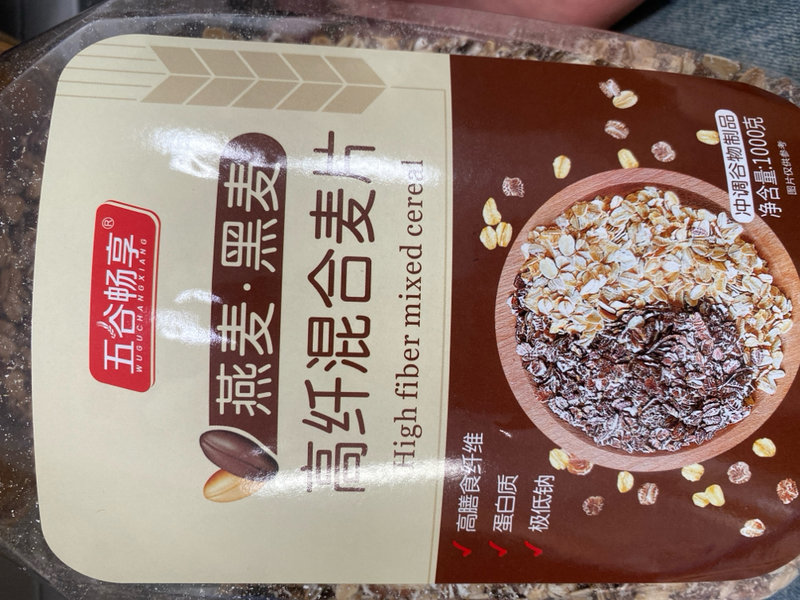 五谷畅享®
WUGUCHANGXIANG
燕麦·黑麦
高纤混合麦片
High fiber mixed cereal
高膳食纤维
蛋白质
极低钠
冲调谷物制品
净含量:1000克
图片仅供参考